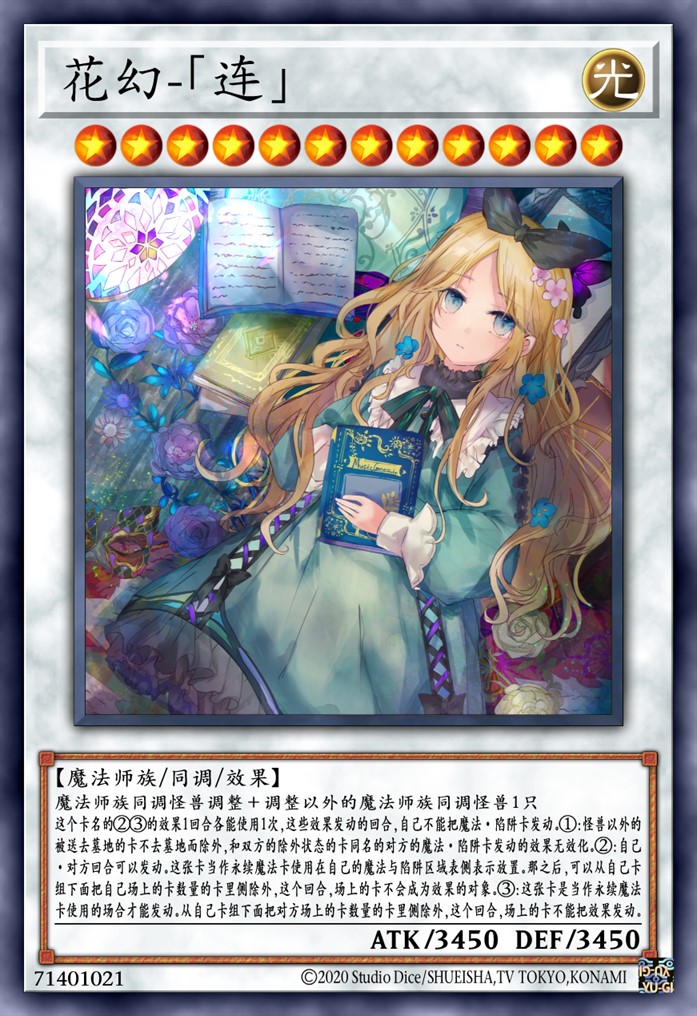 花幻-「连」
光
【魔法师族/同调/效果】
魔法师族同调怪兽调整+调整以外的魔法师族同调怪兽1只
这个卡名的②③的效果1回合各能使用1次,这些效果发动的回合,自己不能把魔法·陷阱卡发动。①:怪兽以外的
被送去墓地的卡不去墓地而除外,和双方的除外状态的卡同名的对方的魔法·陷阱卡发动的效果无效化。②:自己
·对方回合可以发动。这张卡当作永续魔法卡使用在自己的魔法与陷阱区域表侧表示放置。那之后,可以从自己卡
组下面把自己场上的卡数量的卡里侧除外,这个回合,场上的卡不会成为效果的对象。③:这张卡是当作永续魔法
卡使用的场合才能发动。从自己卡组下面把对方场上的卡数量的卡里侧除外,这个回合,场上的卡不能把效果发动。
ATK/3450 DEF/3450
71401021
©2020 Studio Dice/SHUEISHA,TV TOKYO,KONAMI
YU-GI